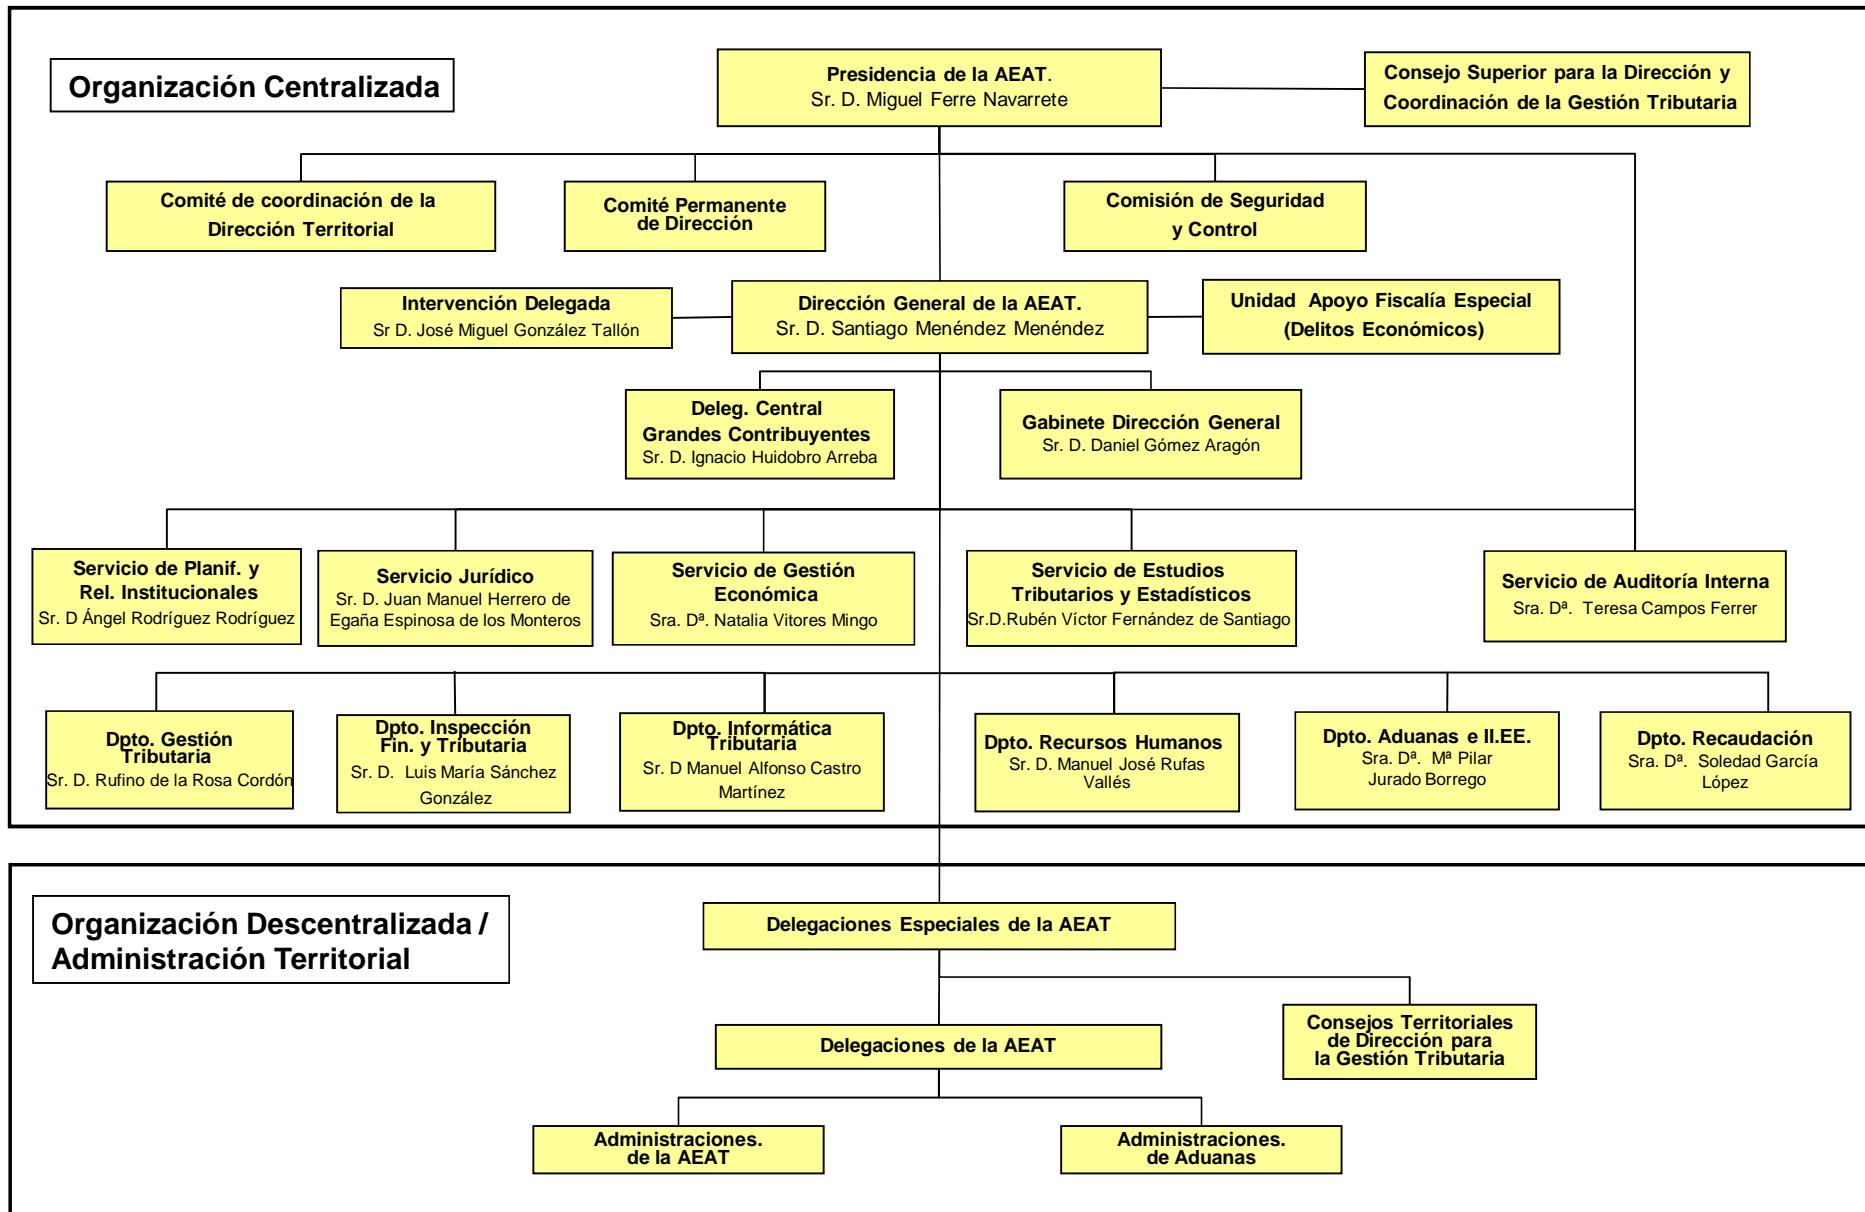 Organización Centralizada
Presidencia de la AEAT.
Sr. D. Miguel Ferre Navarrete
Consejo Superior para la Dirección y
Coordinación de la Gestión Tributaria
Comité de coordinación de la
Dirección Territorial
Comité Permanente
de Dirección
Comisión de Seguridad
y Control
Intervención Delegada
Sr D. José Miguel González Tallón
Dirección General de la AEAT.
Sr. D. Santiago Menéndez Menéndez
Unidad Apoyo Fiscalía Especial
(Delitos Económicos)
Deleg. Central
Grandes Contribuyentes
Sr. D. Ignacio Huidobro Arreba
Gabinete Dirección General
Sr. D. Daniel Gómez Aragón
Servicio de Planif. y
Rel. Institucionales
Sr. D Ángel Rodríguez Rodríguez
Servicio Jurídico
Sr. D. Juan Manuel Herrero de
Egaña Espinosa de los Monteros
Servicio de Gestión
Económica
Sra. Dª. Natalia Vitores Mingo
Servicio de Estudios
Tributarios y Estadísticos
Sr.D.Rubén Víctor Fernández de Santiago
Servicio de Auditoría Interna
Sra. Dª. Teresa Campos Ferrer
Dpto. Gestión
Tributaria
Sr. D. Rufino de la Rosa Cordón
Dpto. Inspección
Fin. y Tributaria
Sr. D. Luis María Sánchez
González
Dpto. Informática
Tributaria
Sr. D Manuel Alfonso Castro
Martínez
Dpto. Recursos Humanos
Sr. D. Manuel José Rufas
Vallés
Dpto. Aduanas e II.EE.
Sra. Dª. Mª Pilar
Jurado Borrego
Dpto. Recaudación
Sra. Dª. Soledad García
López
Organización Descentralizada /
Administración Territorial
Delegaciones Especiales de la AEAT
Delegaciones de la AEAT
Consejos Territoriales
de Dirección para
la Gestión Tributaria
Administraciones.
de la AEAT
Administraciones.
de Aduanas